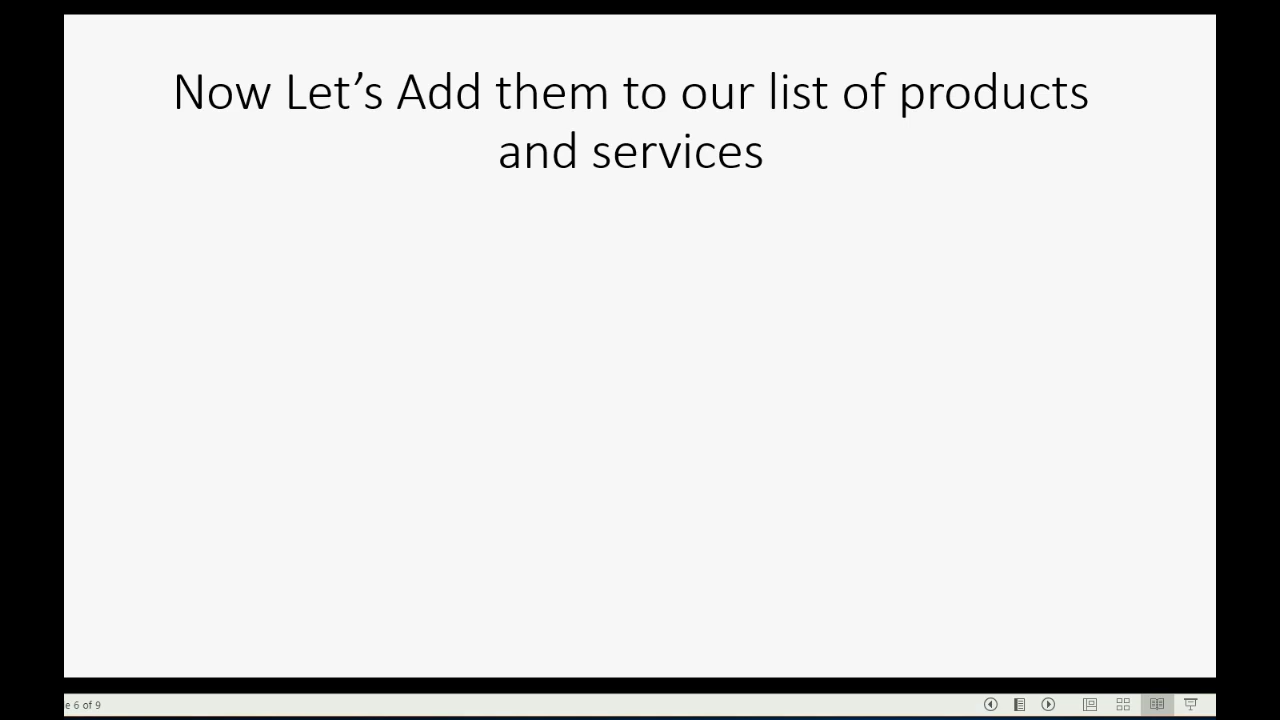 Now Let’s Add them to our list of products
and services
e 6 of 9